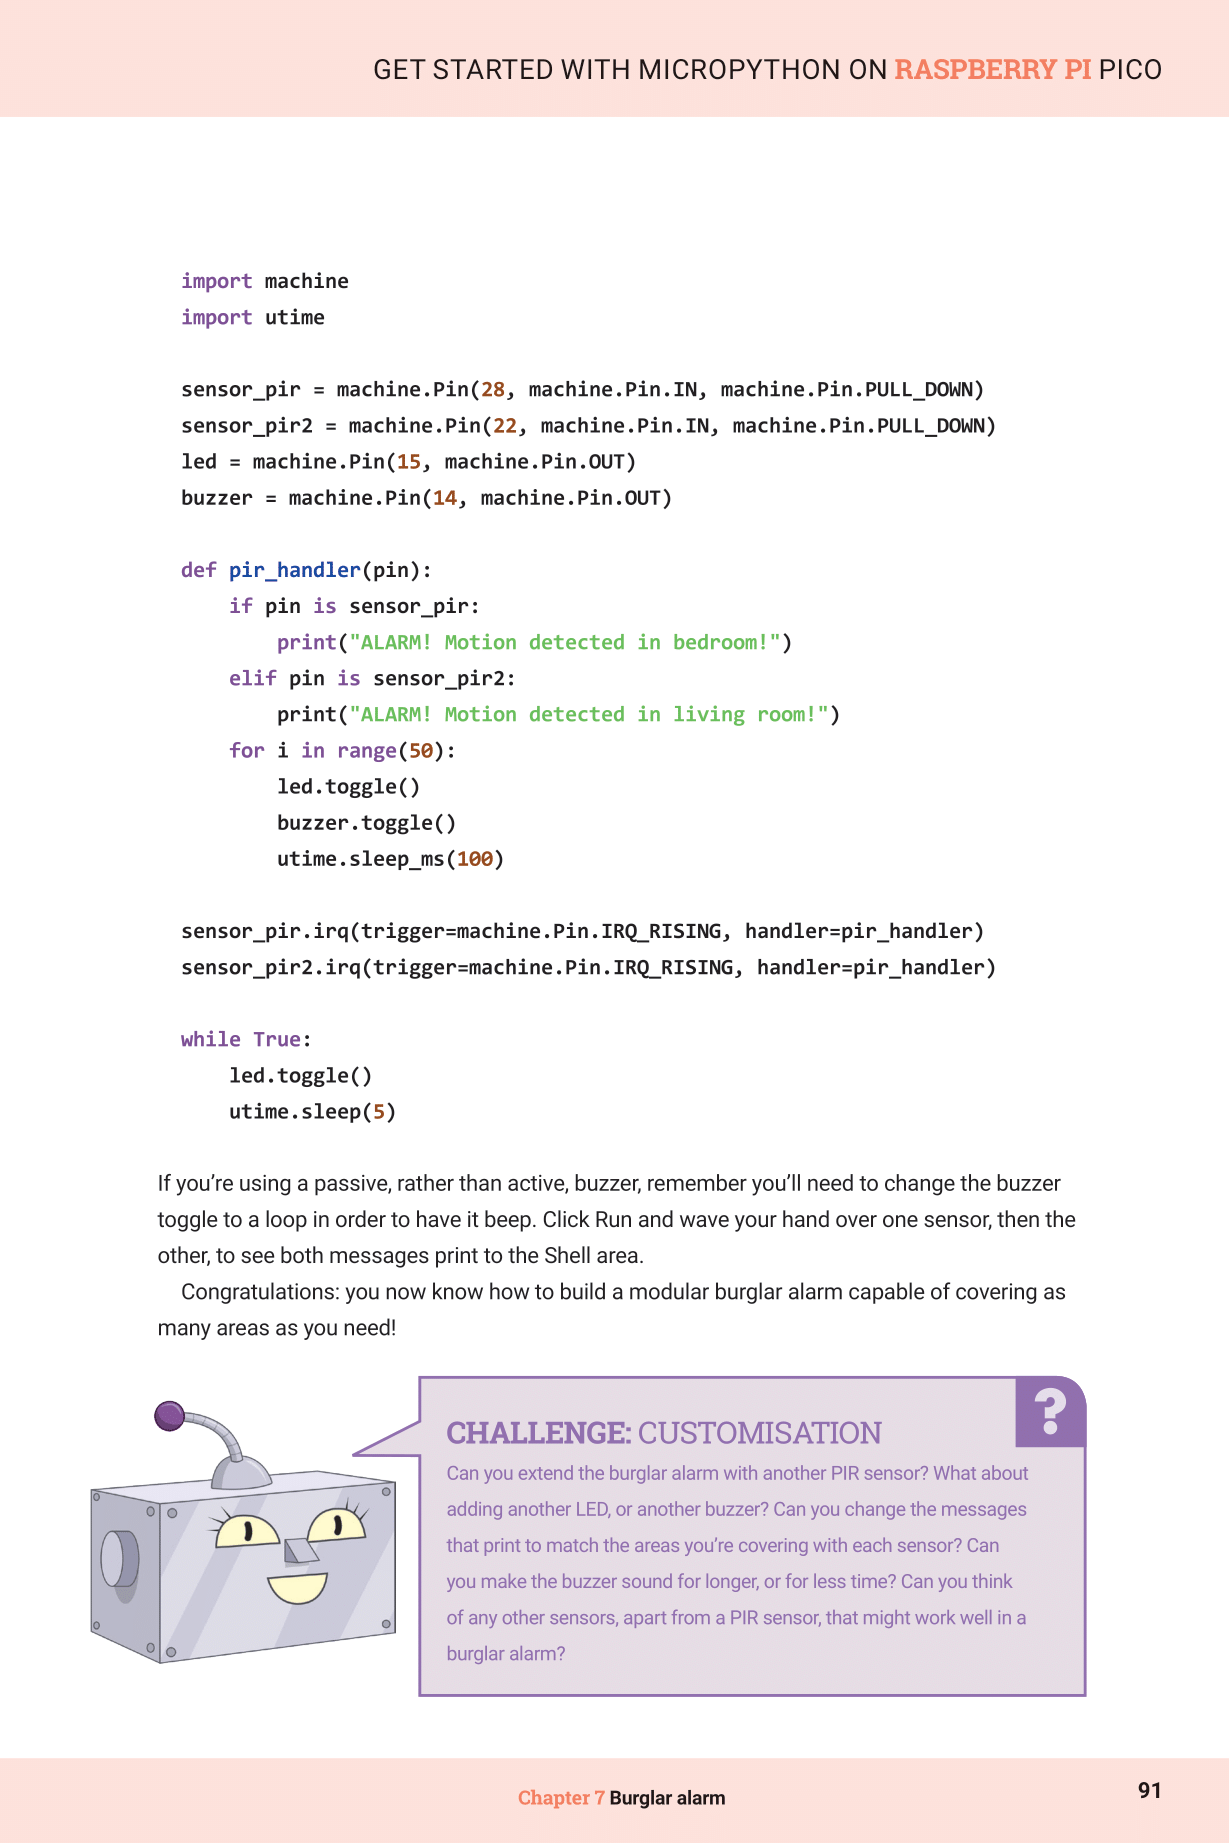 GET STARTED WITH MICROPYTHON ON RASPBERRY PI PICO
import machine
import utime
sensor_pir = machine.Pin(28, machine.Pin.IN, machine.Pin.PULL_DOWN)
sensor_pir2 = machine.Pin(22, machine.Pin.IN, machine.Pin.PULL_DOWN)
led = machine.Pin(15, machine.Pin.OUT)
buzzer = machine.Pin(14, machine.Pin.OUT)
def pir_handler(pin):
    if pin is sensor_pir:
        print("ALARM! Motion detected in bedroom!")
    elif pin is sensor_pir2:
        print("ALARM! Motion detected in living room!")
    for i in range(50):
        led.toggle()
        buzzer.toggle()
        utime.sleep_ms(100)
sensor_pir.irq(trigger=machine.Pin.IRQ_RISING, handler=pir_handler)
sensor_pir2.irq(trigger=machine.Pin.IRQ_RISING, handler=pir_handler)
while True:
    led.toggle()
    utime.sleep(5)
If you’re using a passive, rather than active, buzzer, remember you’ll need to change the buzzer
toggle to a loop in order to have it beep. Click Run and wave your hand over one sensor, then the
other, to see both messages print to the Shell area.
Congratulations: you now know how to build a modular burglar alarm capable of covering as
many areas as you need!
?
CHALLENGE: CUSTOMISATION
Can you extend the burglar alarm with another PIR sensor? What about
adding another LED, or another buzzer? Can you change the messages
that print to match the areas you’re covering with each sensor? Can
you make the buzzer sound for longer, or for less time? Can you think
of any other sensors, apart from a PIR sensor, that might work well in a
burglar alarm?
Chapter 7 Burglar alarm
91